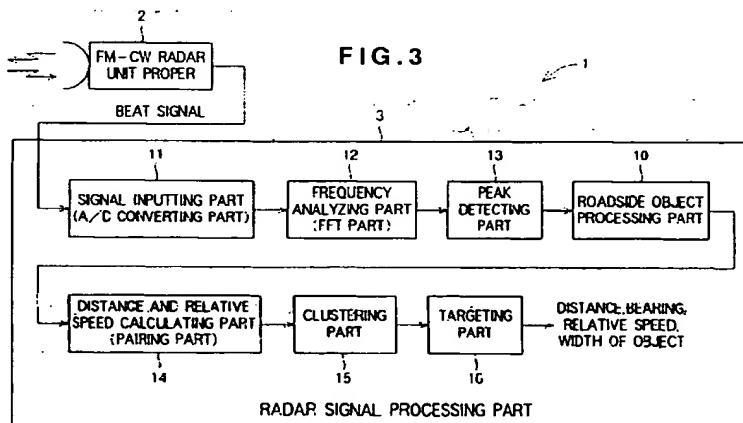 2
FM-CW RADAR
UNIT PROPER
FIG.3
1
BEAT SIGNAL
3
11
12
13
10
SIGNAL INPUTTING PART
(A/D CONVERTING PART)
FREQUENCY
ANALYZING PART
(FFT PART)
PEAK
DETECTING
PART
ROADSIDE OBJECT
PROCESSING PART
DISTANCE AND RELATIVE
SPEED CALCULATING PART
(PAIRING PART)
CLUSTERING
PART
TARGETING
PART
DISTANCE, BEARING,
RELATIVE SPEED,
WIDTH OF OBJECT
14
15
16
RADAR SIGNAL PROCESSING PART